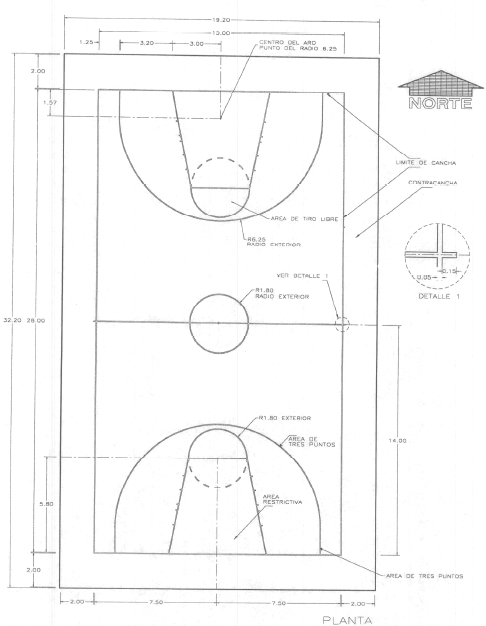 19.20
13.00
1.25
3.20
3.00
CENTRO DEL ARO
PUNTO DEL RADIO 6.25
2.00
1.57
NORTE
LIMITE DE CANCHA
CONTRACANCHA
AREA DE TIRO LIBRE
R6.25
RADIO EXTERIOR
VER DETALLE 1
0.15
0.05
DETALLE 1
R1.80
RADIO EXTERIOR
32.20
28.00
R1.80 EXTERIOR
AREA DE
TRES PUNTOS
14.00
5.80
AREA
RESTRICTIVA
2.00
AREA DE TRES PUNTOS
2.00
7.50
7.50
2.00
PLANTA